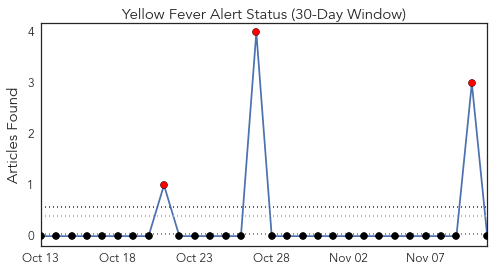 Yellow Fever Alert Status (30-Day Window)
Articles Found
4
3
2
1
0
Oct 13 Oct 18 Oct 23 Oct 28 Nov 02 Nov 07